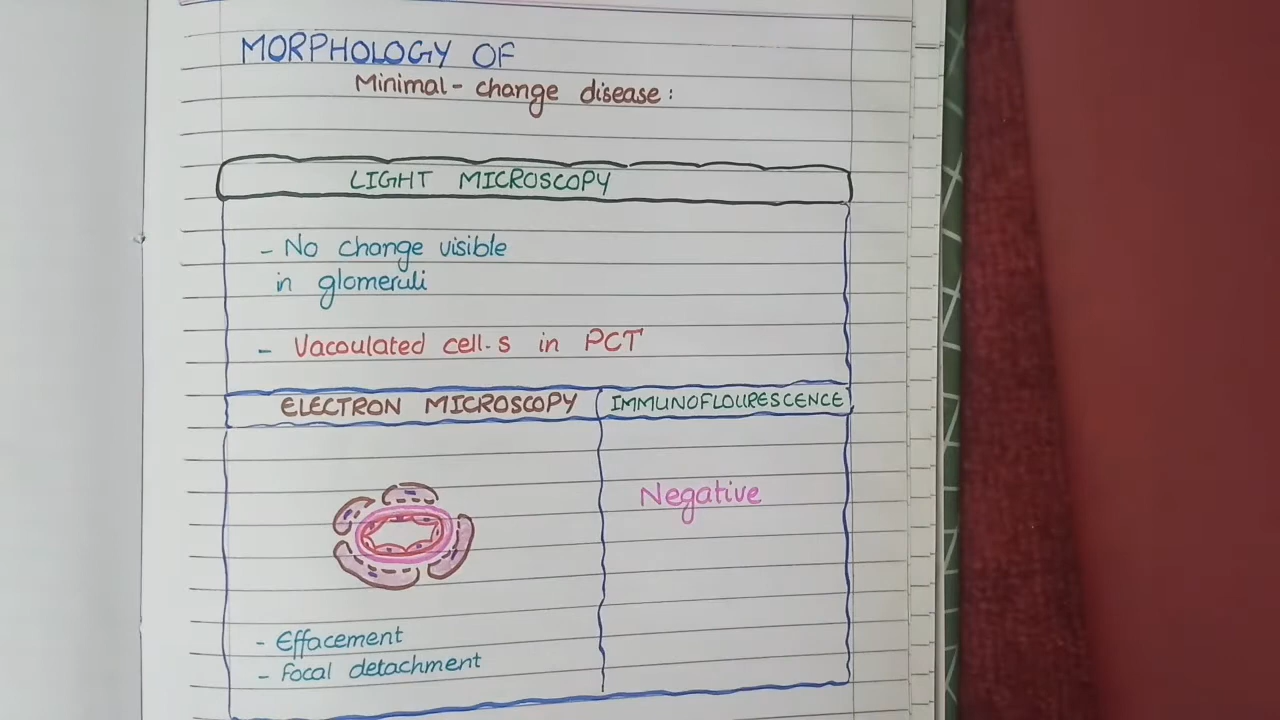 MORPHOLOGY OF
Minimal-change disease:
LIGHT MICROSCOPY
- No change visible
in glomeruli
- Vacoulated cell.s in PCT
ELECTRON MICROSCOPY
IMMUNOFLOURESCENCE
Negative
- Effacement
- Focal detachment